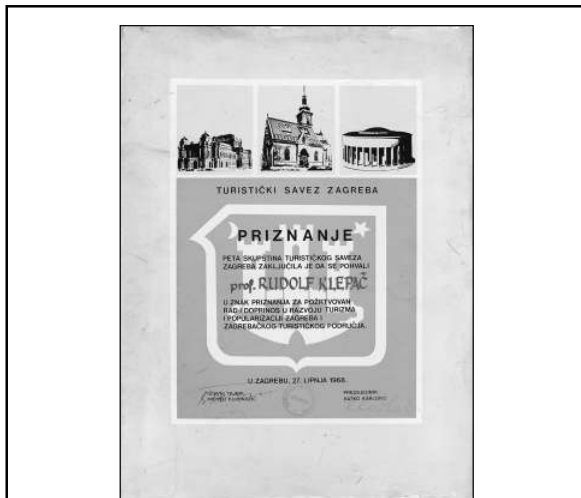 TURISTIČKI SAVEZ ZAGREBA
PRIZNANJE
PETA SKUPŠTINA TURISTIČKOG SAVEZA
ZAGREBA ZAKLJUČILA JE DA SE POHVALI
prof. RUDOLF KLEPAČ
U ZNAK PRIZNANJA ZA POŽRTVOVAN
RAD I DOPRINOS U RAZVOJU TURIZMA
I POPULARIZACIJI ZAGREBA I
ZAGREBAČKOG TURISTIČKOG PODRUČJA.
U ZAGREBU, 27. LIPNJA 1968.
PREDSJEDNIK